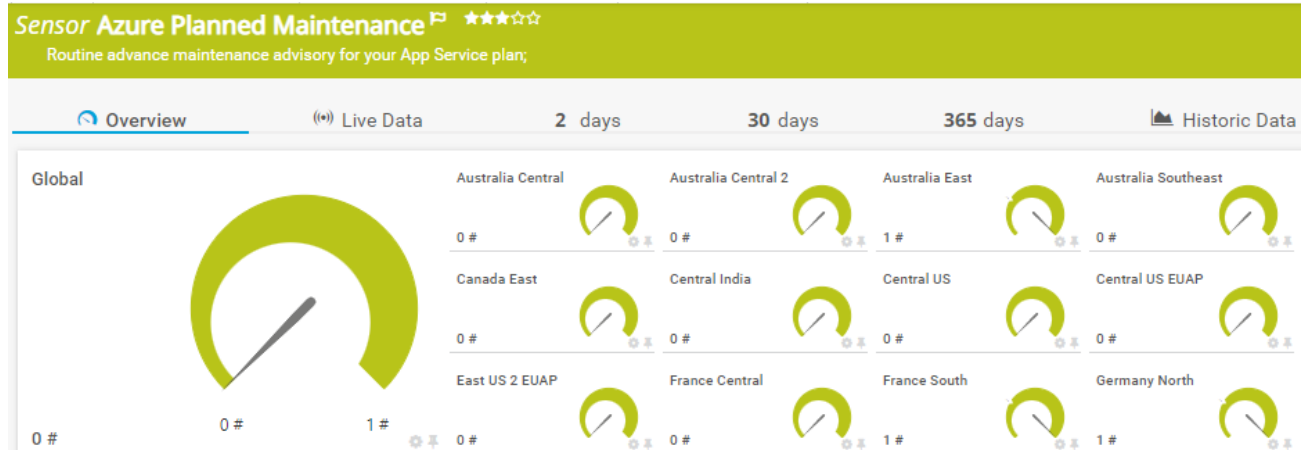 Sensor Azure Planned Maintenance
Routine advance maintenance advisory for your App Service plan;
Overview
Live Data
2 days
30 days
365 days
Historic Data
Global
0 #
1 #
0 #
Australia Central
0 #
Australia Central 2
0 #
Australia East
1 #
Australia Southeast
0 #
Canada East
0 #
Central India
0 #
Central US
0 #
Central US EUAP
0 #
East US 2 EUAP
0 #
France Central
0 #
France South
1 #
Germany North
1 #